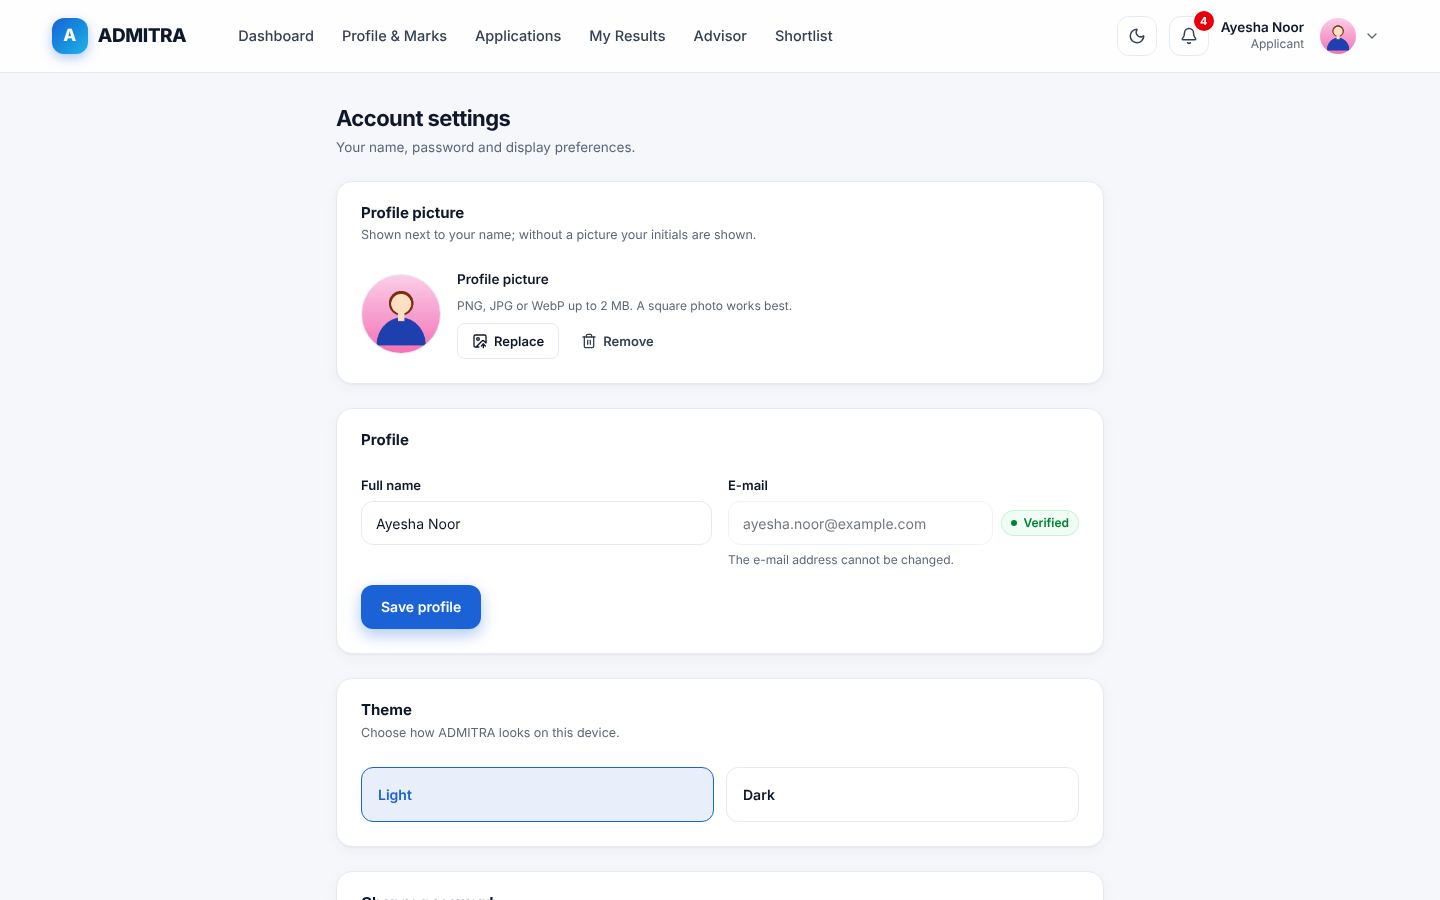 A ADMITRA
Dashboard
Profile & Marks
Applications
My Results
Advisor
Shortlist
4
Ayesha Noor
Applicant
Account settings
Your name, password and display preferences.
Profile picture
Shown next to your name; without a picture your initials are shown.
Profile picture
PNG, JPG or WebP up to 2 MB. A square photo works best.
Replace
Remove
Profile
Full name
Ayesha Noor
E-mail
ayesha.noor@example.com
Verified
The e-mail address cannot be changed.
Save profile
Theme
Choose how ADMITRA looks on this device.
Light
Dark